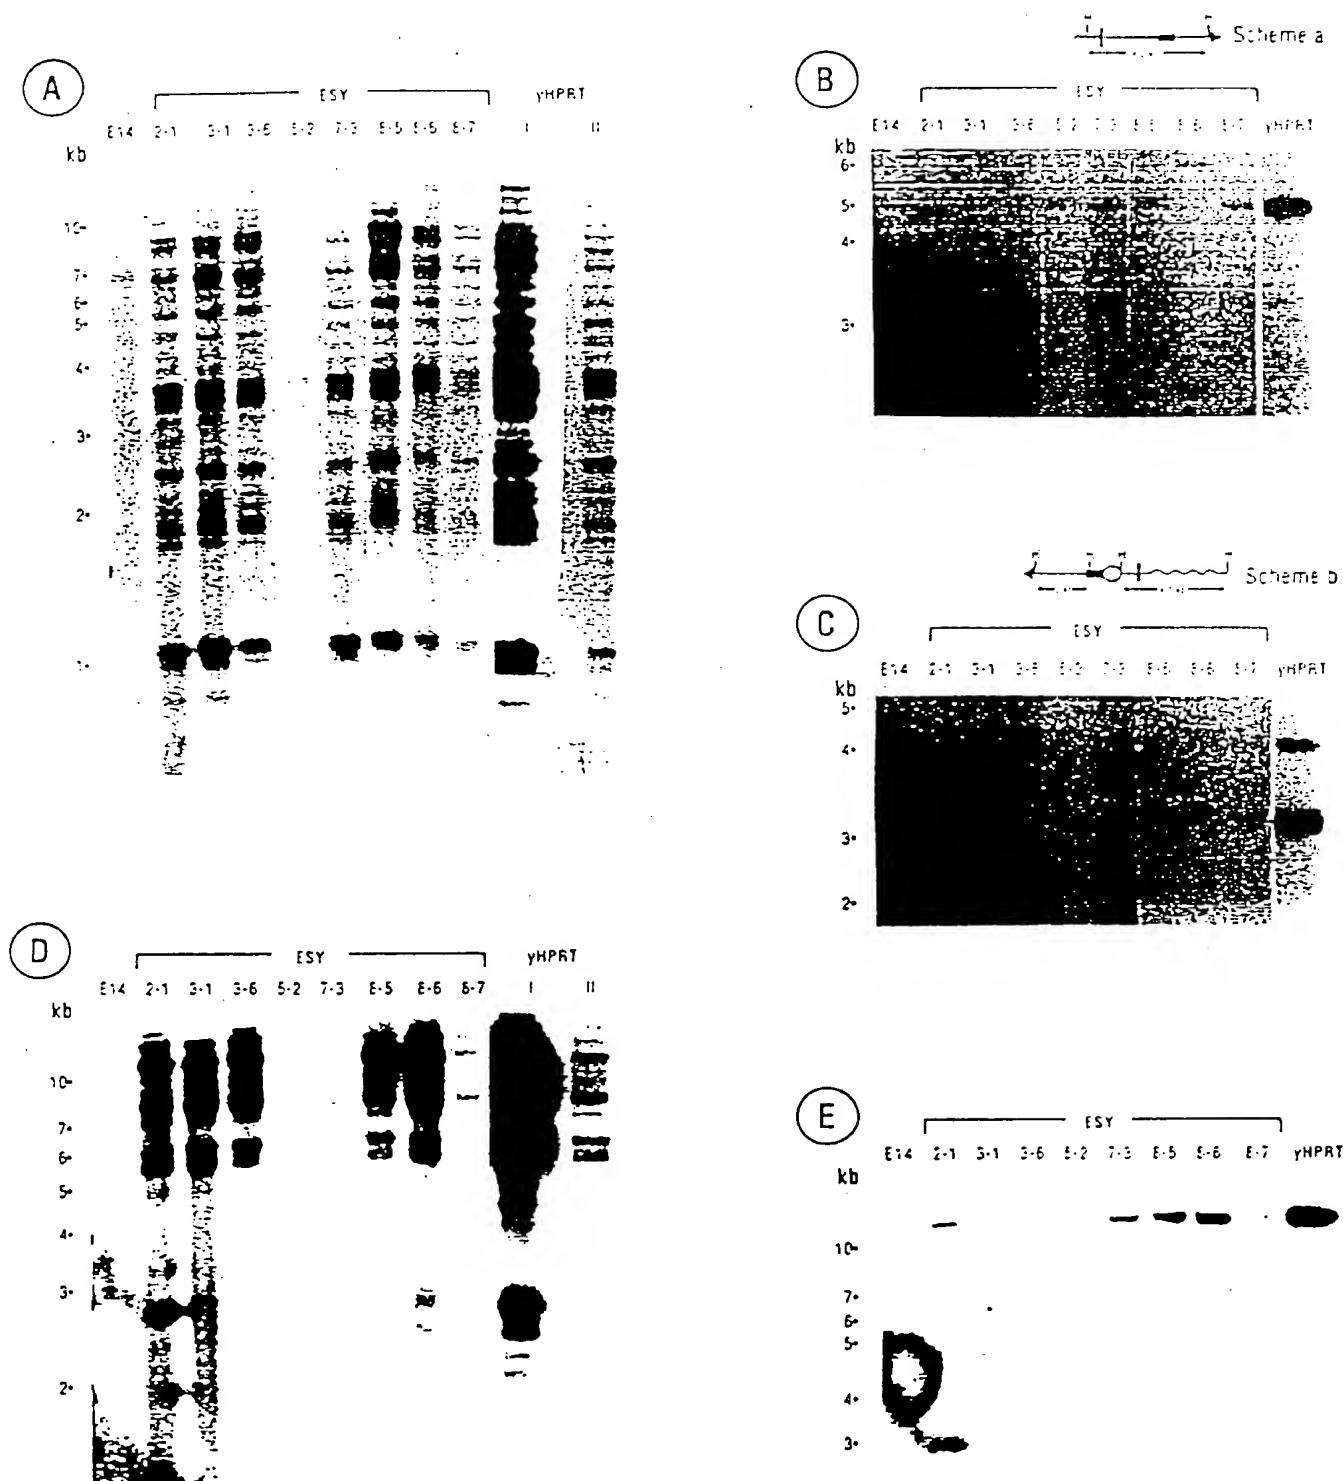 Scheme a
A
ESY
yHPRT
E14 2-1 3-1 3-6 5-2 7-3 8-5 8-6 8-7 I II
kb
10-
7-
6-
5-
4-
3-
2-
1-
B
ESY
E14 2-1 3-1 3-6 5-2 7-3 8-5 8-6 8-7 yHPRT
kb
6-
5-
4-
3-
Scheme b
C
ESY
E14 2-1 3-1 3-6 5-2 7-3 8-5 8-6 8-7 yHPRT
kb
5-
4-
3-
2-
D
ESY
yHPRT
E14 2-1 3-1 3-6 5-2 7-3 8-5 8-6 8-7 I II
kb
10-
7-
6-
5-
4-
3-
2-
E
ESY
E14 2-1 3-1 3-6 5-2 7-3 8-5 8-6 8-7 yHPRT
kb
10-
7-
6-
5-
4-
3-